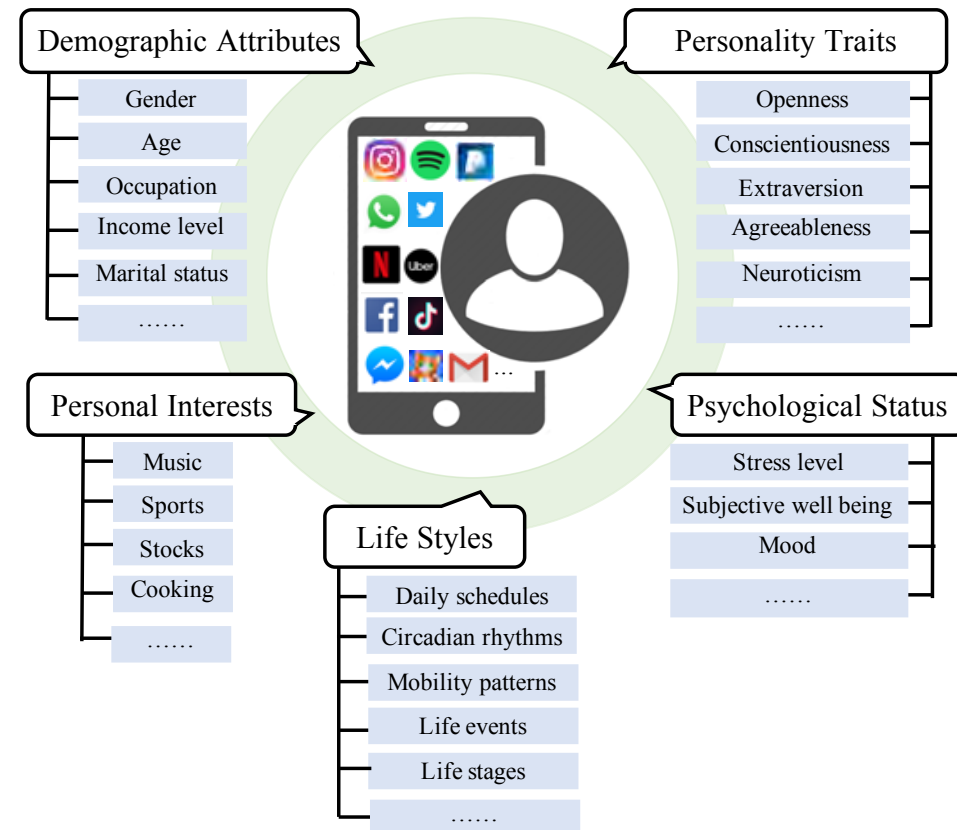 Demographic Attributes
Gender
Age
Occupation
Income level
Marital status
……
Personality Traits
Openness
Conscientiousness
Extraversion
Agreeableness
Neuroticism
……
Uber
...
Personal Interests
Music
Sports
Stocks
Cooking
……
Life Styles
Daily schedules
Circadian rhythms
Mobility patterns
Life events
Life stages
……
Psychological Status
Stress level
Subjective well being
Mood
……